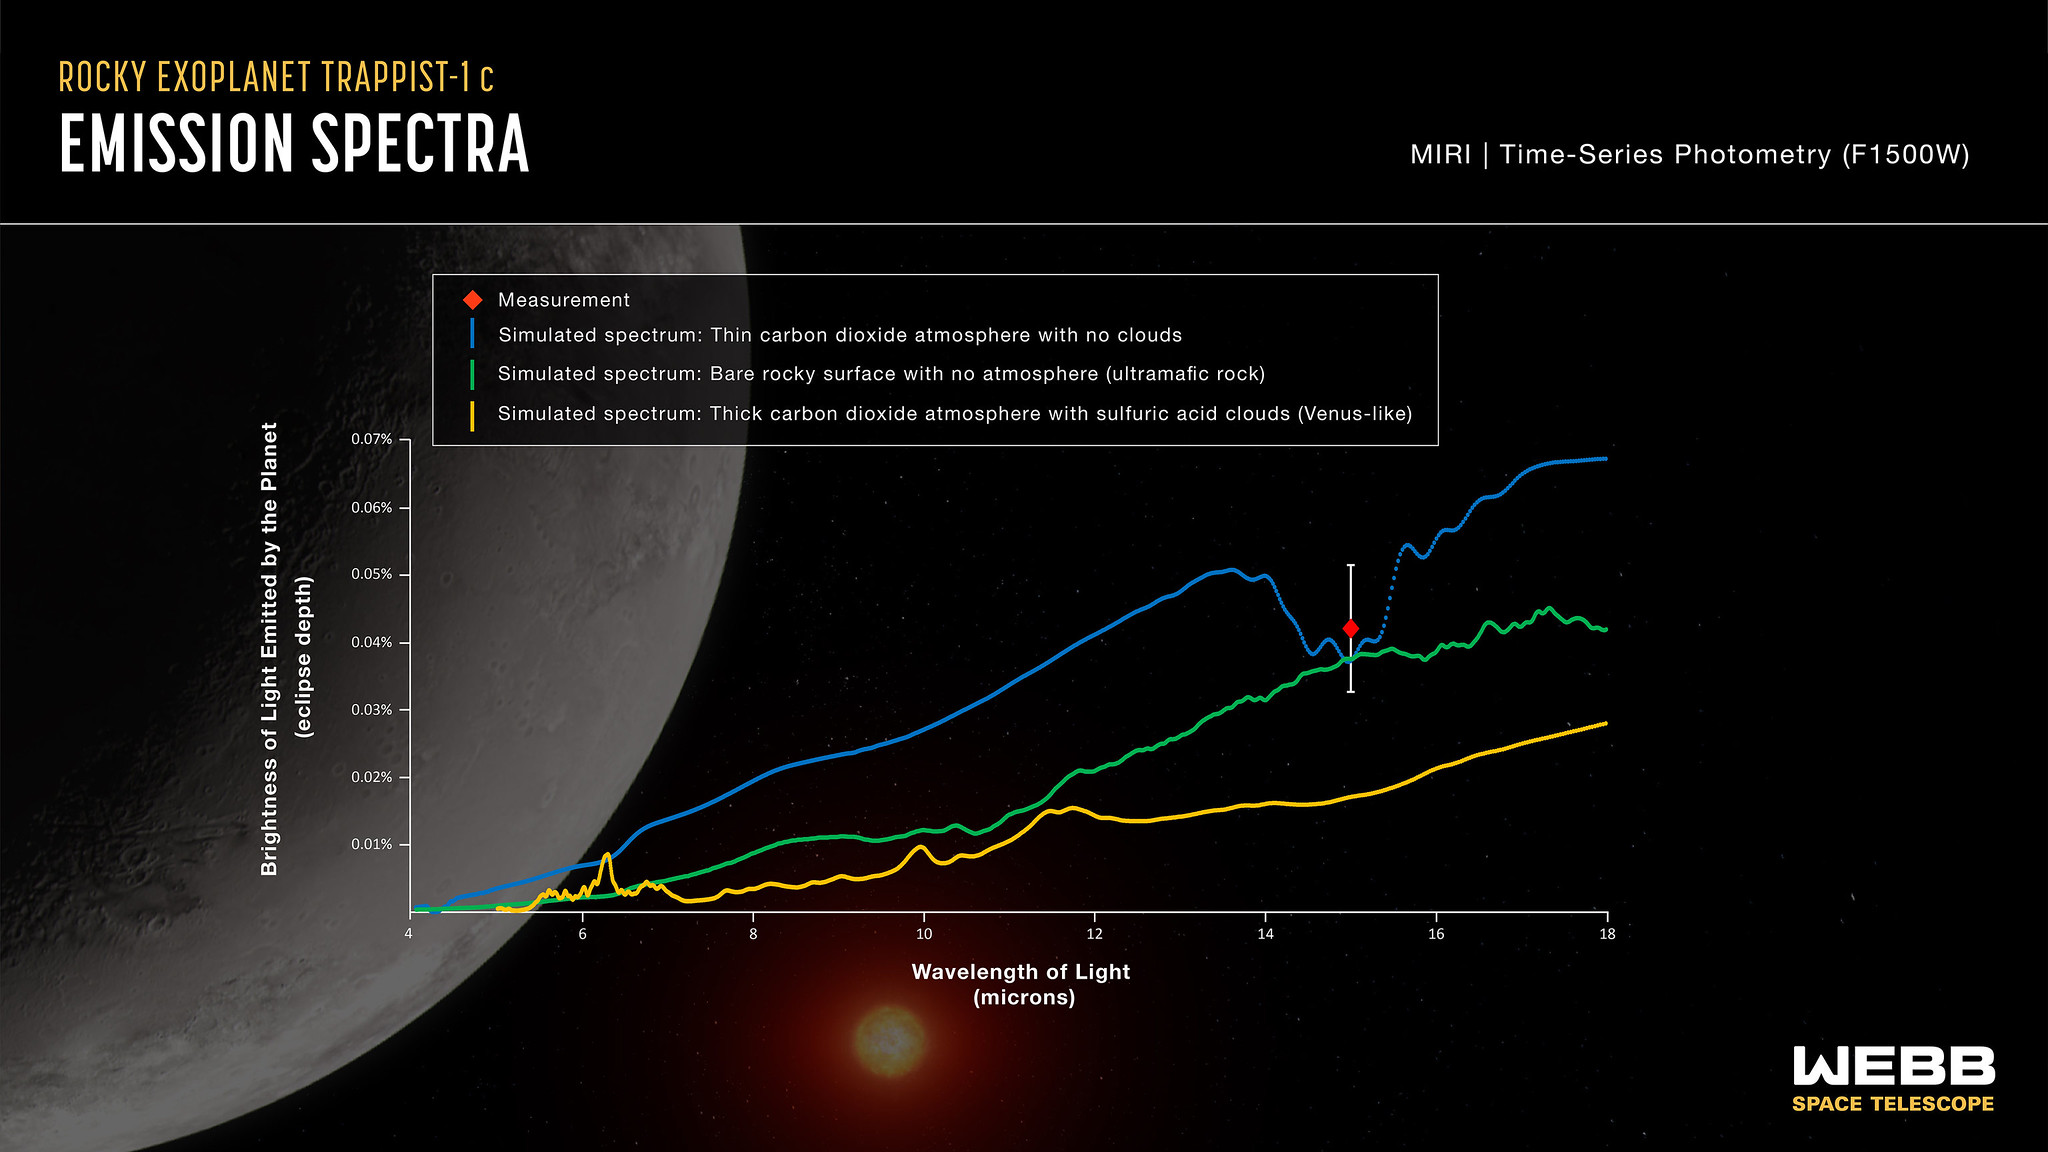 ROCKY EXOPLANET TRAPPIST-1 c
EMISSION SPECTRA
MIRI | Time-Series Photometry (F1500W)
Measurement
Simulated spectrum: Thin carbon dioxide atmosphere with no clouds
Simulated spectrum: Bare rocky surface with no atmosphere (ultramafic rock)
Simulated spectrum: Thick carbon dioxide atmosphere with sulfuric acid clouds (Venus-like)
Brightness of Light Emitted by the Planet
(eclipse depth)
0.07%
0.06%
0.05%
0.04%
0.03%
0.02%
0.01%
4 6 8 10 12 14 16 18
Wavelength of Light
(microns)
WEBB
SPACE TELESCOPE